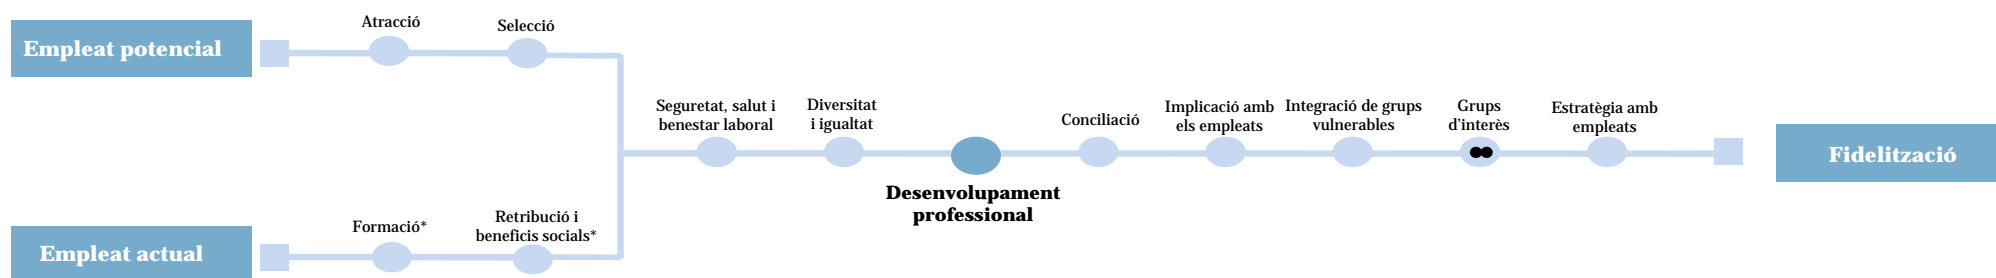 Empleat potencial
Atracció
Selecció
Seguretat, salut i
benestar laboral
Diversitat
i igualtat
Desenvolupament
professional
Conciliació
Implicació amb
els empleats
Integració de grups
vulnerables
Grups
d'interès
Estratègia amb
empleats
Fidelització
Empleat actual
Formació*
Retribució i
beneficis socials*